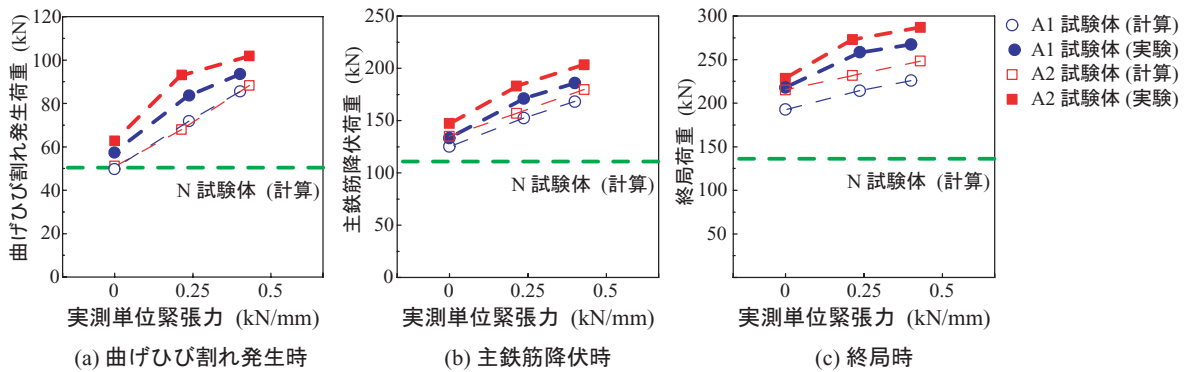 曲げひび割れ発生荷重 (kN)
120
100
80
60
40
20
0
N 試験体 (計算)
0
0.25
0.5
実測単位緊張力 (kN/mm)
(a) 曲げひび割れ発生時
主鉄筋降伏荷重 (kN)
250
200
150
100
50
0
N 試験体 (計算)
0
0.25
0.5
実測単位緊張力 (kN/mm)
(b) 主鉄筋降伏時
終局荷重 (kN)
300
250
200
150
100
50
0
N 試験体 (計算)
0
0.25
0.5
実測単位緊張力 (kN/mm)
(c) 終局時
A1 試験体 (計算)
A1 試験体 (実験)
A2 試験体 (計算)
A2 試験体 (実験)